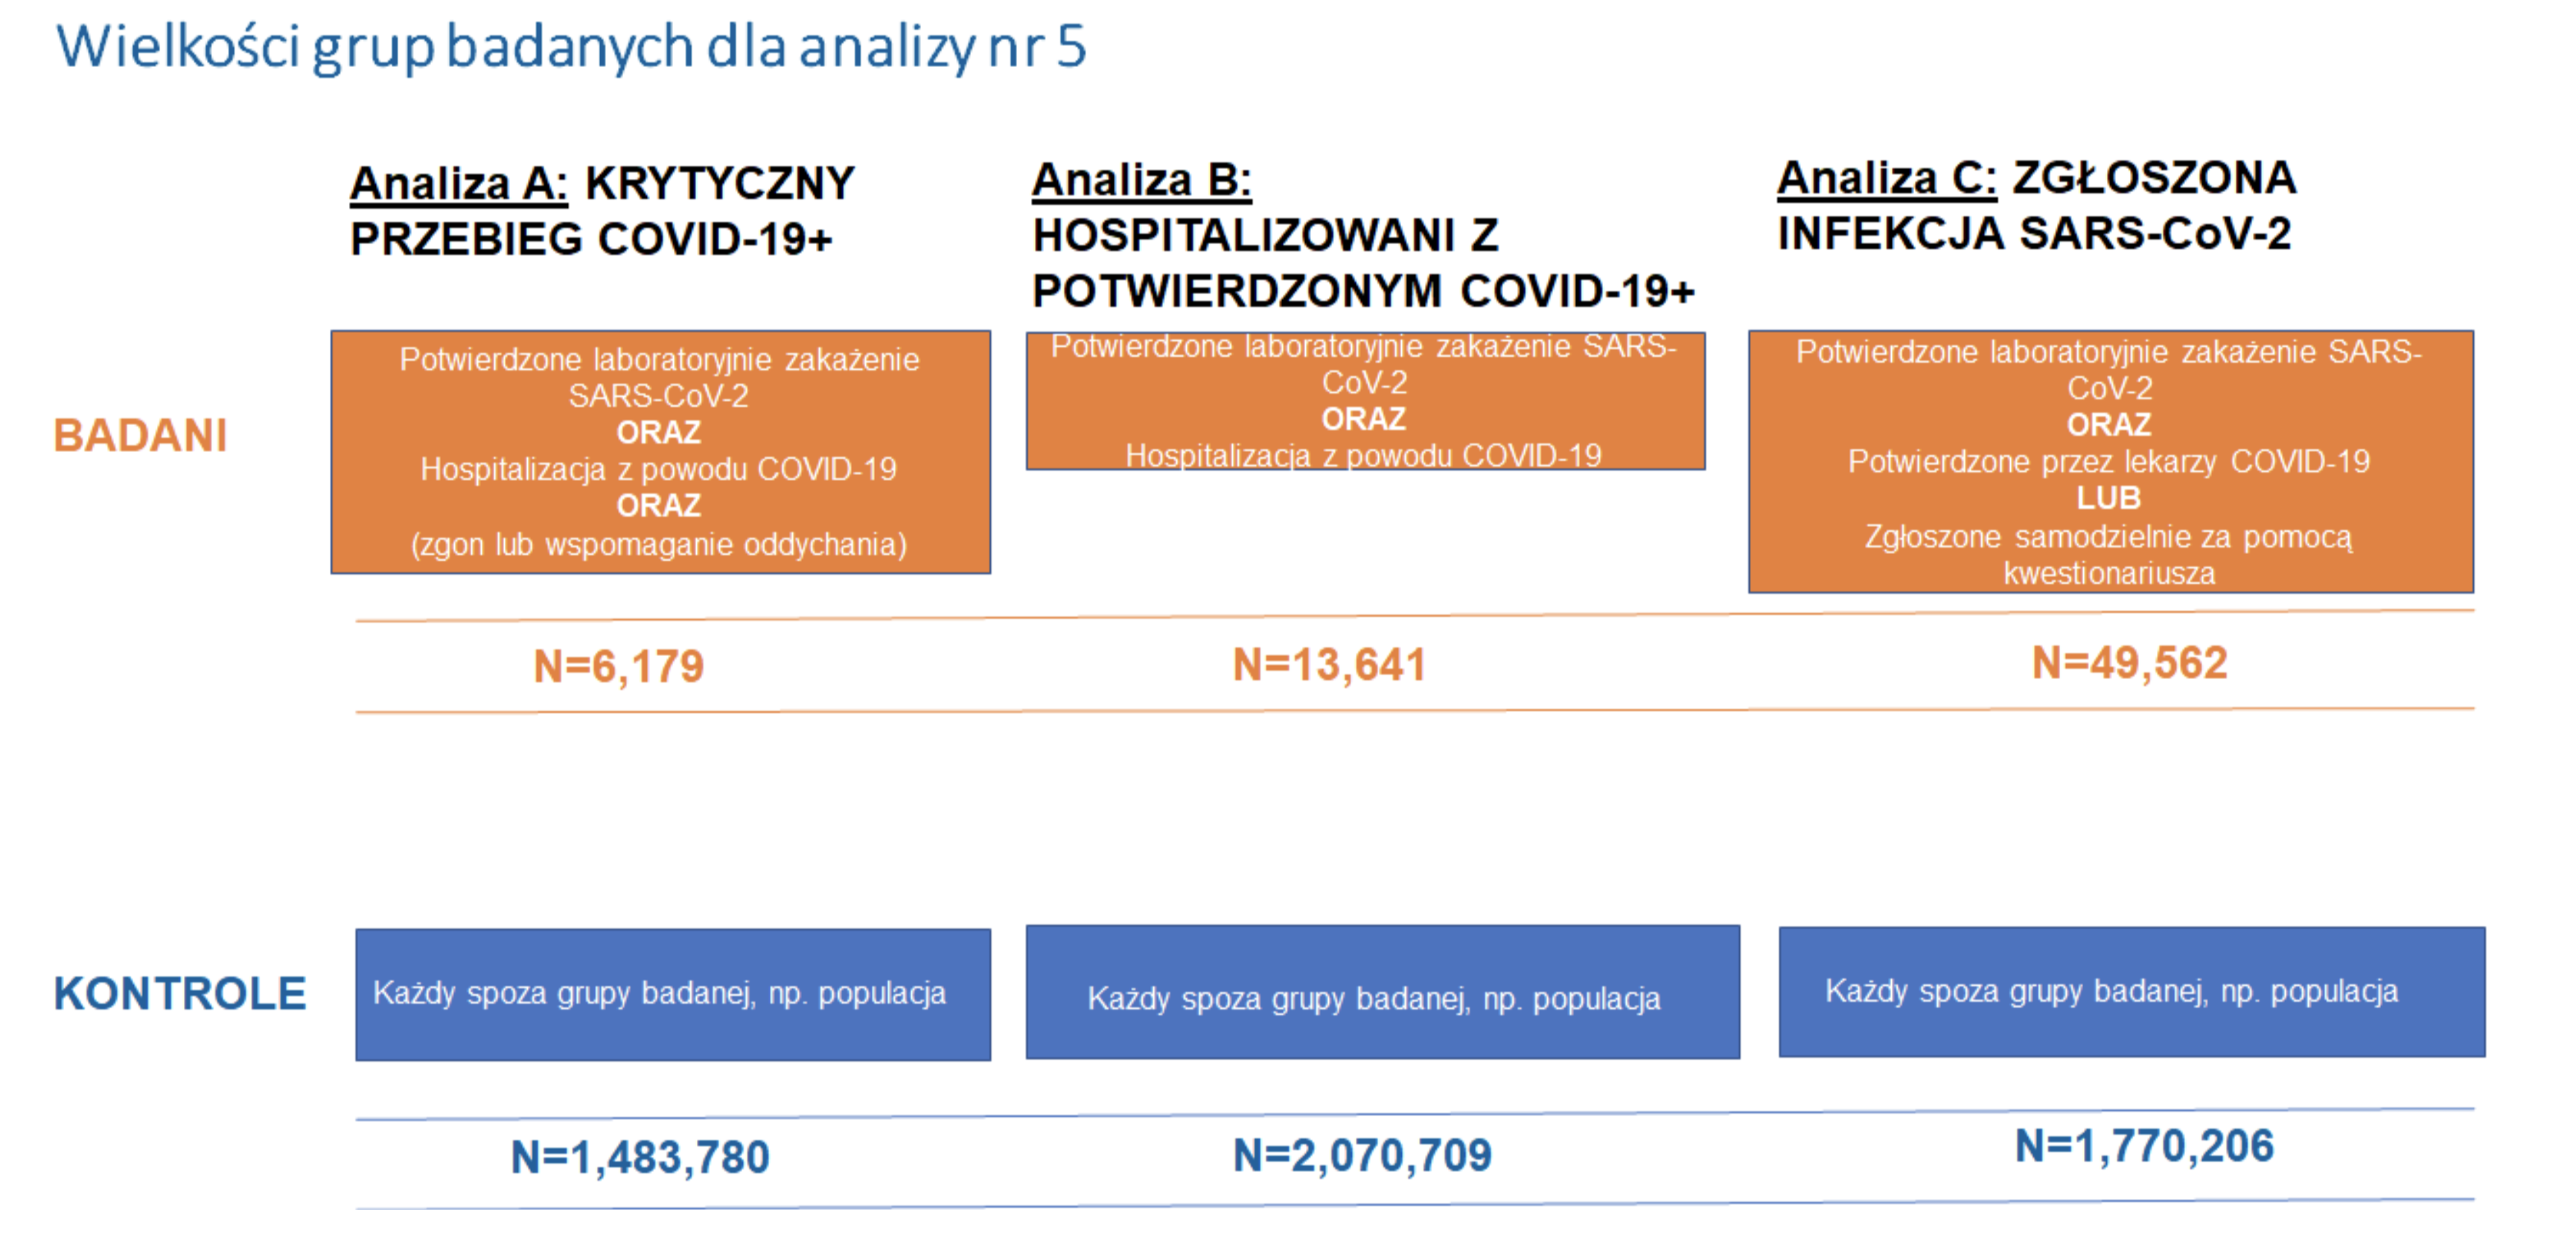 Wielkości grup badanych dla analizy nr 5
Analiza A: KRYTYCZNY
PRZEBIEG COVID-19+
Analiza B:
HOSPITALIZOWANI Z
POTWIERDZONYM COVID-19+
Analiza C: ZGŁOSZONA
INFEKCJA SARS-CoV-2
BADANI
Potwierdzone laboratoryjnie zakażenie
SARS-CoV-2
ORAZ
Hospitalizacja z powodu COVID-19
ORAZ
(zgon lub wspomaganie oddychania)
Potwierdzone laboratoryjnie zakażenie SARS-
CoV-2
ORAZ
Hospitalizacja z powodu COVID-19
Potwierdzone laboratoryjnie zakażenie SARS-
CoV-2
ORAZ
Potwierdzone przez lekarzy COVID-19
LUB
Zgłoszone samodzielnie za pomocą
kwestionariusza
N=6,179
N=13,641
N=49,562
KONTROLE
Każdy spoza grupy badanej, np. populacja
Każdy spoza grupy badanej, np. populacja
Każdy spoza grupy badanej, np. populacja
N=1,483,780
N=2,070,709
N=1,770,206